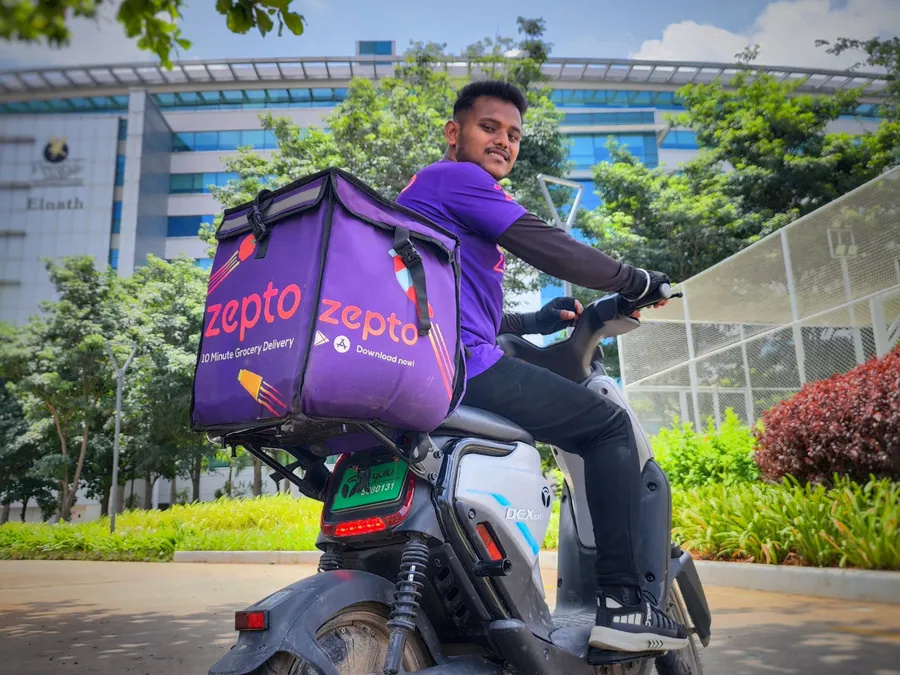 Elnath
zepto
10 Minute Grocery Delivery
zepto
Download now!
DEX